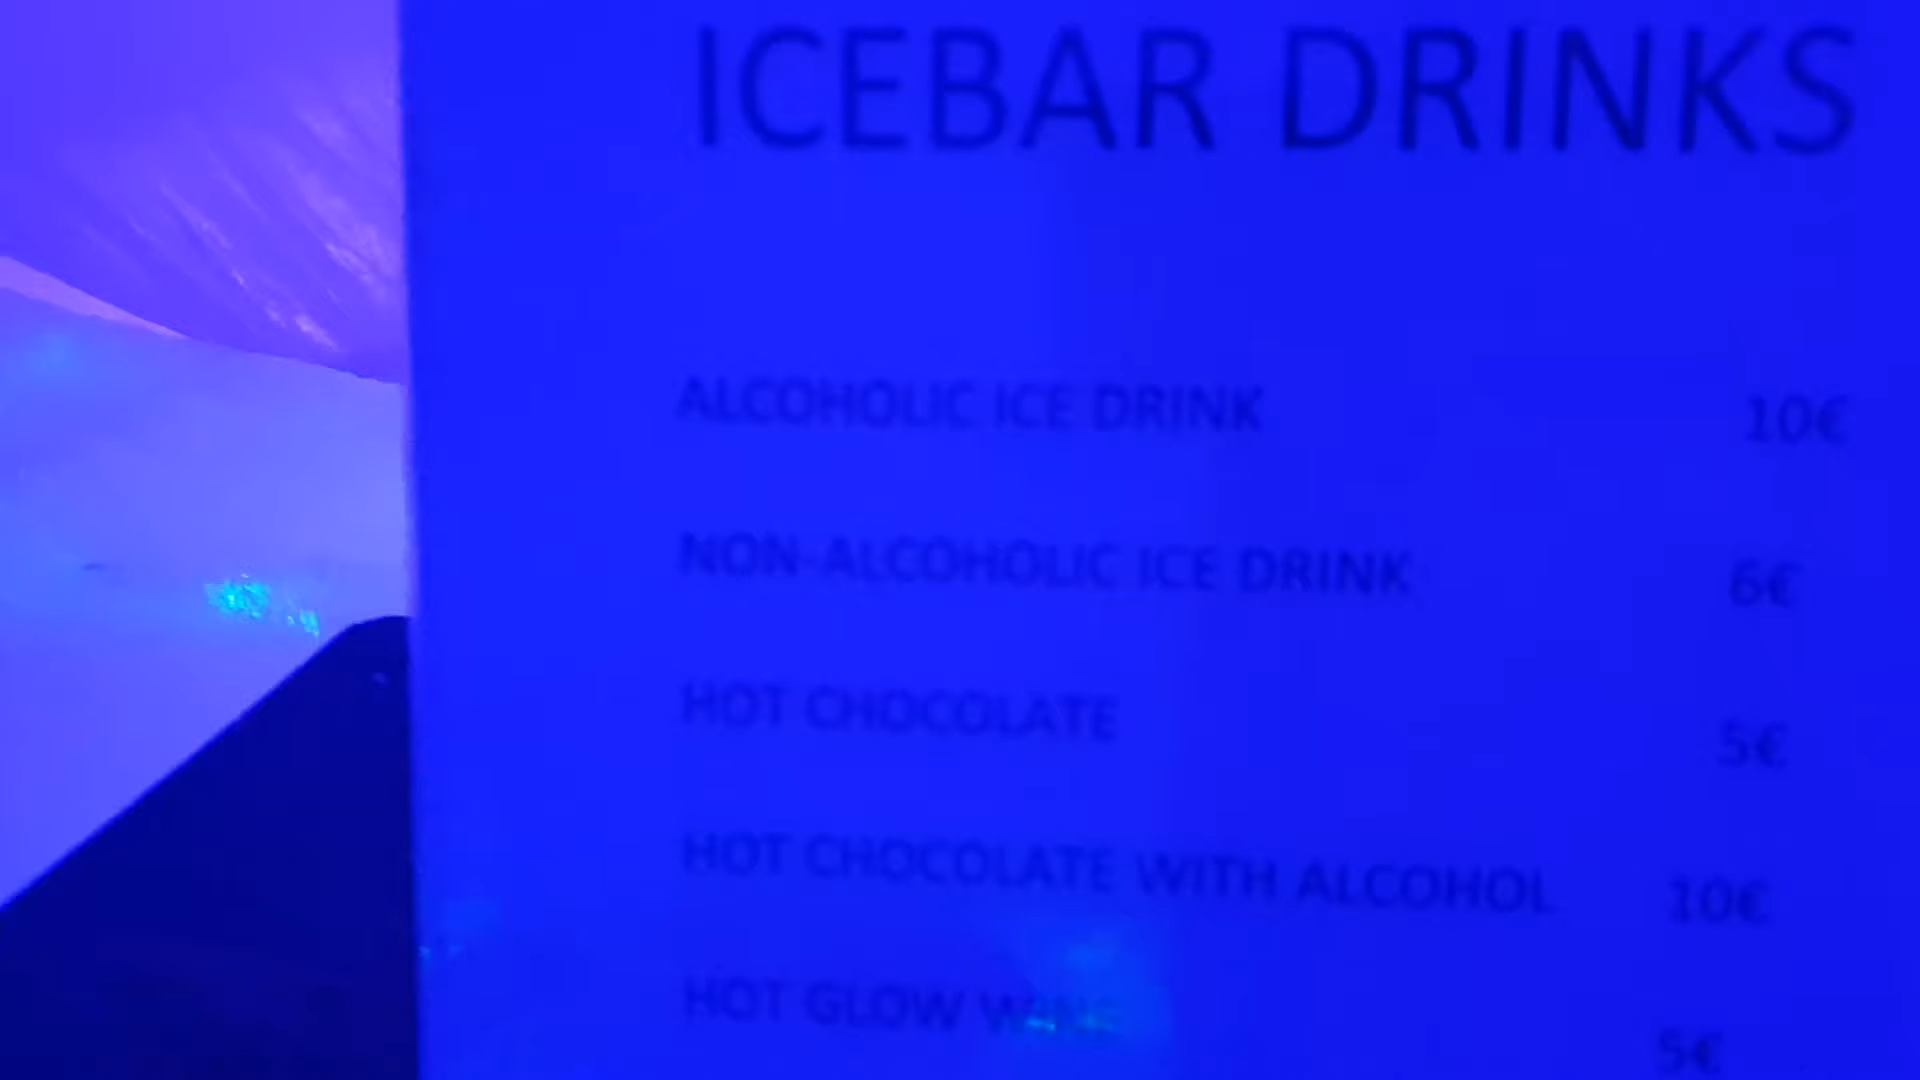 ICEBAR DRINKS
ALCOHOLIC ICE DRINK 10€
NON-ALCOHOLIC ICE DRINK 6€
HOT CHOCOLATE 5€
HOT CHOCOLATE WITH ALCOHOL 10€
HOT GLOW WINE 5€